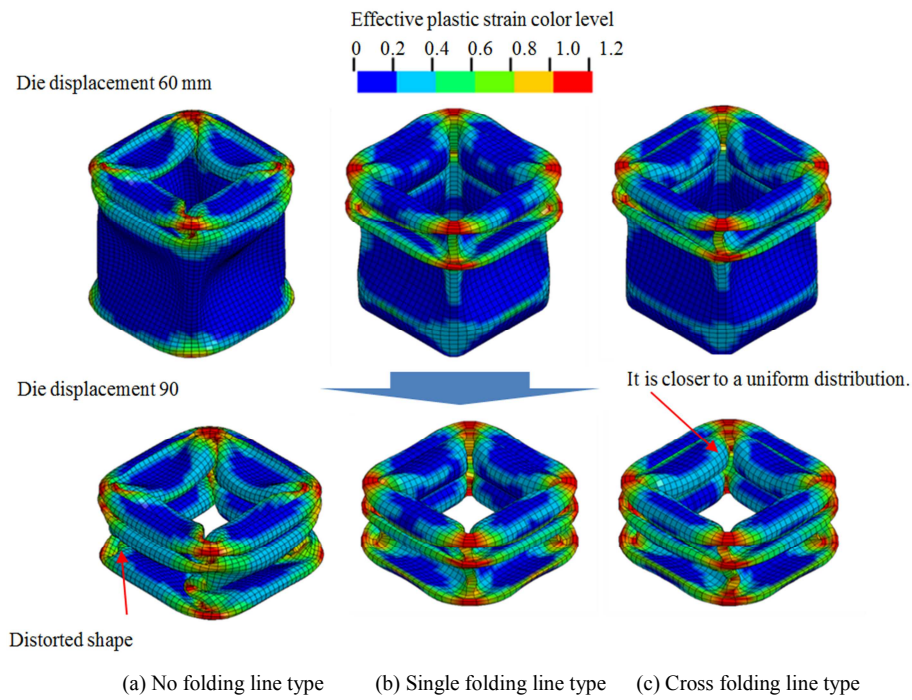 Effective plastic strain color level
0 0.2 0.4 0.6 0.8 1.0 1.2
Die displacement 60 mm
Die displacement 90
It is closer to a uniform distribution.
Distorted shape
(a) No folding line type (b) Single folding line type (c) Cross folding line type